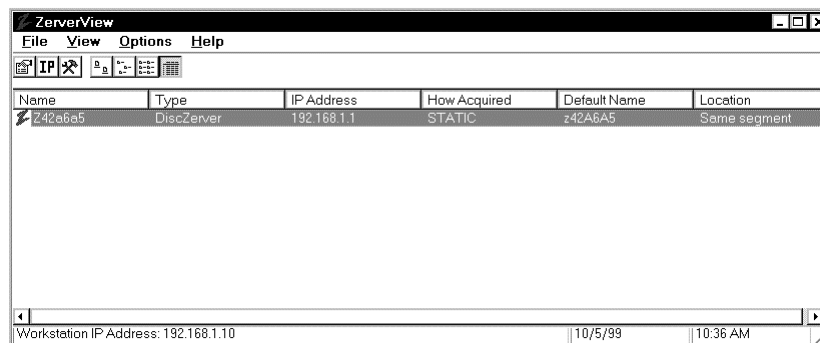 ZerverView
File View Options Help
IP
Name Type IP Address How Acquired Default Name Location
Z42a6a5 DiscZerver 192.168.1.1 STATIC z42A6A5 Same segment
Workstation IP Address: 192.168.1.10 10/5/99 10:36 AM